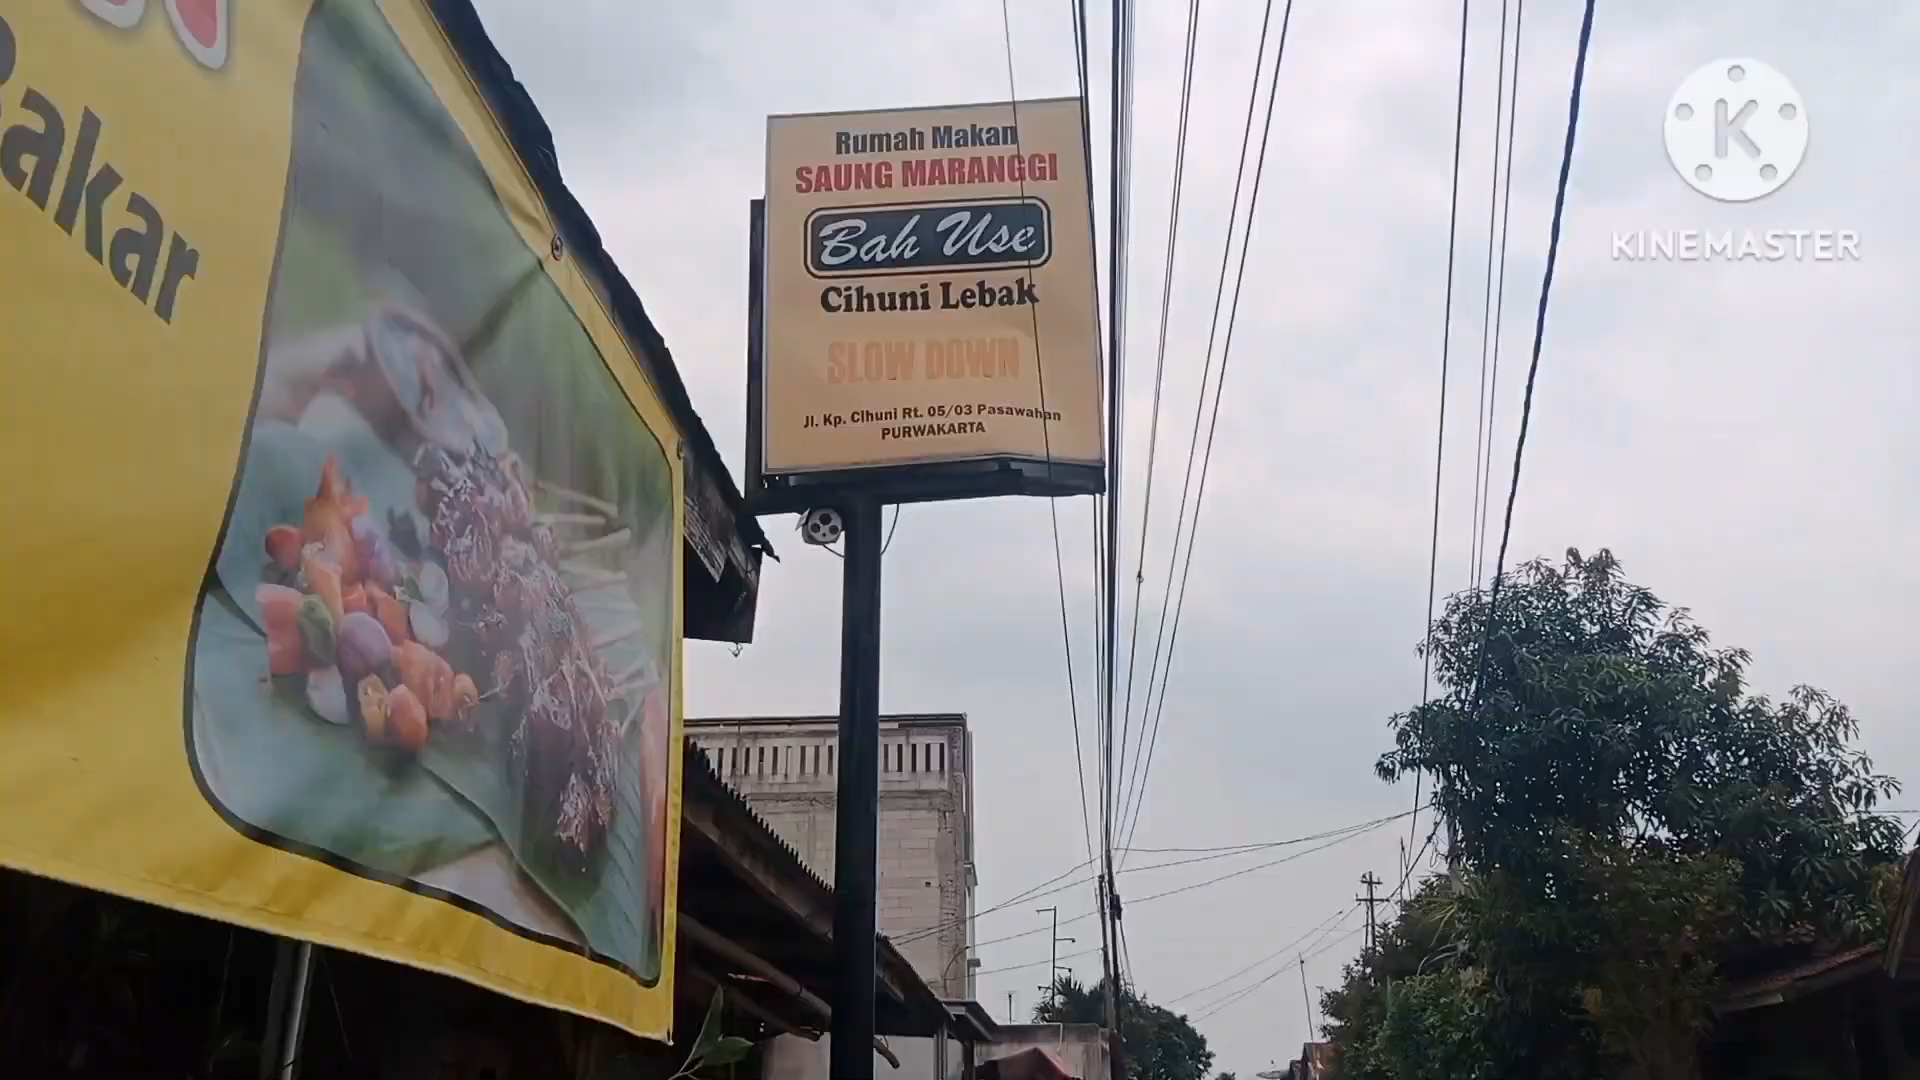 Bakar
Rumah Makan
SAUNG MARANGGI
Bah Use
Cihuni Lebak
SLOW DOWN
Jl. Kp. Cihuni Rt. 05/03 Pasawahan
PURWAKARTA
K
KINEMASTER